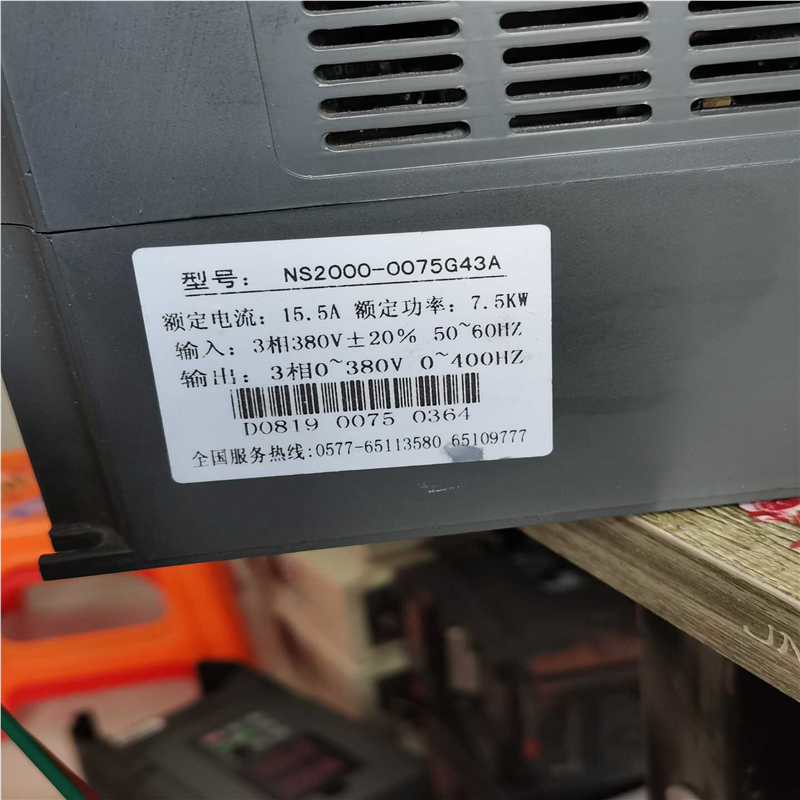 型号： NS2000-0075G43A
额定电流： 15.5A 额定功率： 7.5KW
输入： 3相380V±20% 50~60HZ
输出： 3相0~380V 0~400HZ
D0819 0075 0364
全国服务热线:0577-65113580 65109777